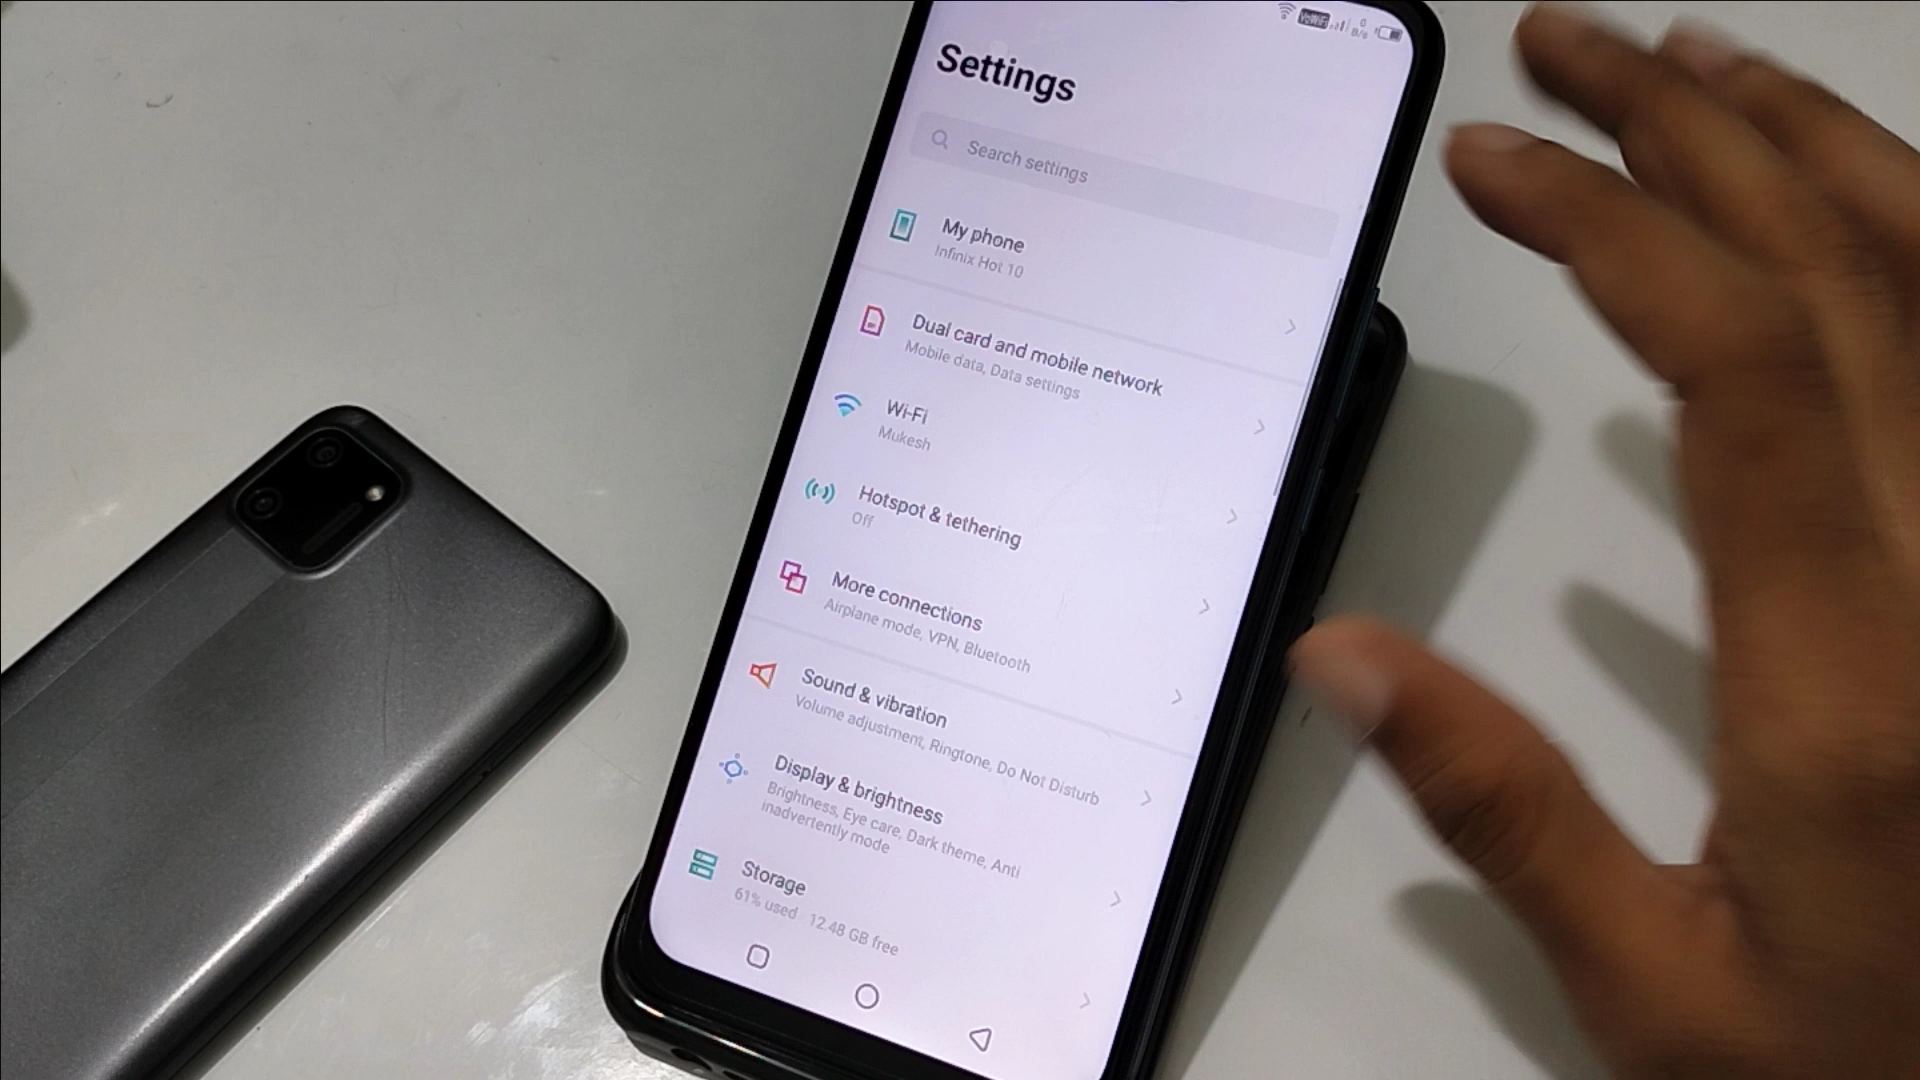 VoWiFi
0
B/s
Settings
Search settings
My phone
Infinix Hot 10
Dual card and mobile network
Mobile data, Data settings
Wi-Fi
Mukesh
Hotspot & tethering
Off
More connections
Airplane mode, VPN, Bluetooth
Sound & vibration
Volume adjustment, Ringtone, Do Not Disturb
Display & brightness
Brightness, Eye care, Dark theme, Anti
inadvertently mode
Storage
61% used  12.48 GB free